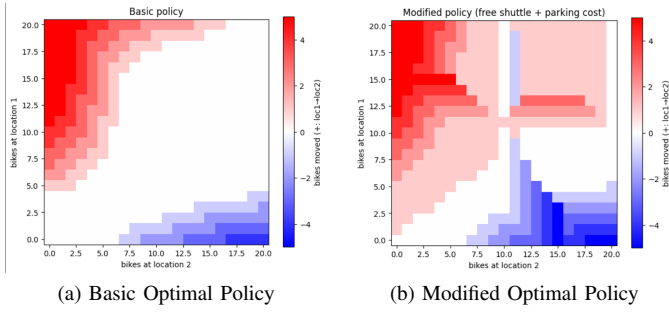 Basic policy
20.0
17.5
15.0
12.5
10.0
7.5
5.0
2.5
0.0
bikes at location 1
0.0 2.5 5.0 7.5 10.0 12.5 15.0 17.5 20.0
bikes at location 2
4
2
0
−2
−4
bikes moved (+: loc1→loc2)
(a) Basic Optimal Policy
Modified policy (free shuttle + parking cost)
20.0
17.5
15.0
12.5
10.0
7.5
5.0
2.5
0.0
bikes at location 1
0.0 2.5 5.0 7.5 10.0 12.5 15.0 17.5 20.0
bikes at location 2
4
2
0
−2
−4
bikes moved (+: loc1→loc2)
(b) Modified Optimal Policy